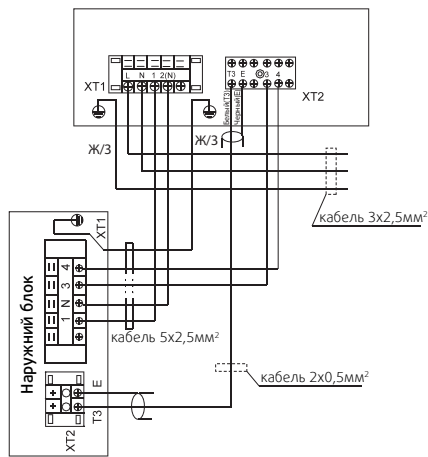 XT1
L N 1 2(N)
T3 E 3 4
XT2
Белый(T3)
Черный(E)
Ж/З
Ж/З
кабель 3х2,5мм²
XT1
Наружний блок
4
3
N
1
кабель 5х2,5мм²
кабель 2х0,5мм²
E
T3
XT2